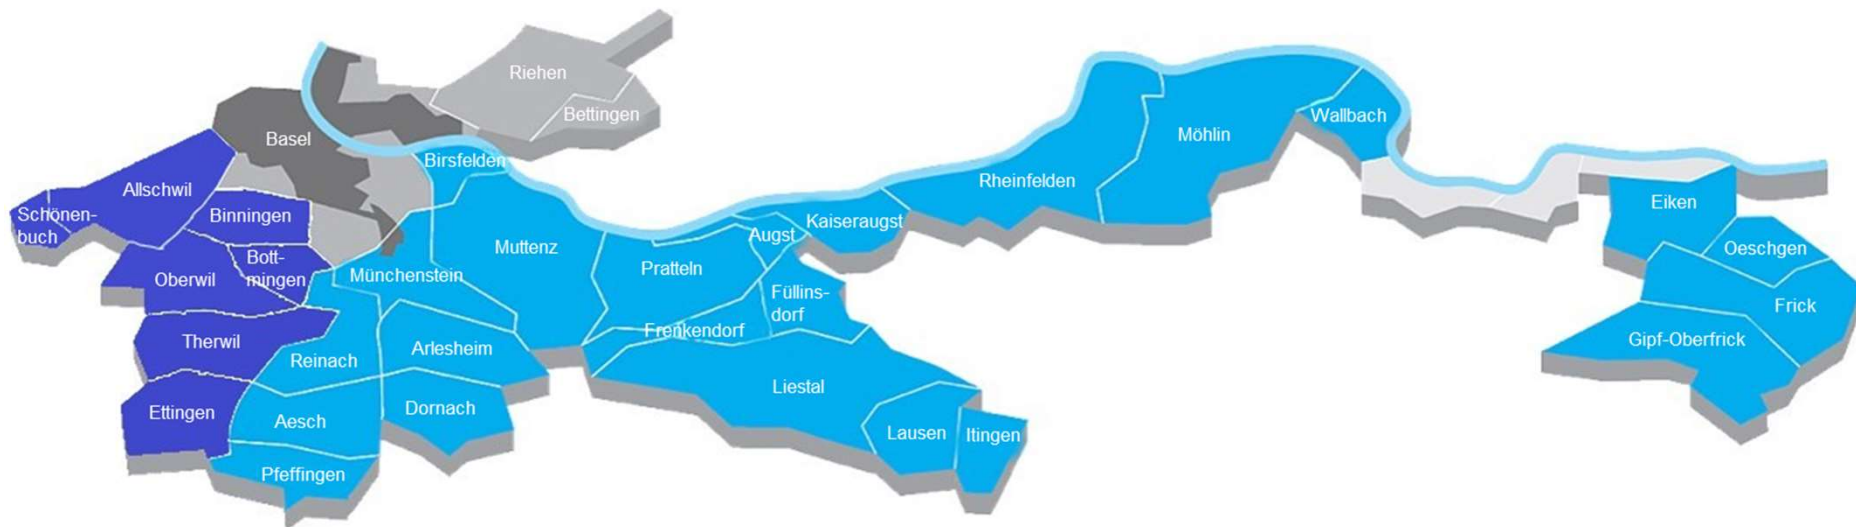 Riehen
Bettingen
Basel
Birsfelden
Allschwil
Schönen-
buch
Binningen
Bott-
mingen
Oberwil
Therwil
Ettingen
Münchenstein
Muttenz
Reinach
Arlesheim
Aesch
Dornach
Pfeffingen
Pratteln
Augst
Kaiseraugst
Füllins-
dorf
Frenkendorf
Liestal
Lausen
Itingen
Rheinfelden
Möhlin
Wallbach
Eiken
Oeschgen
Frick
Gipf-Oberfrick